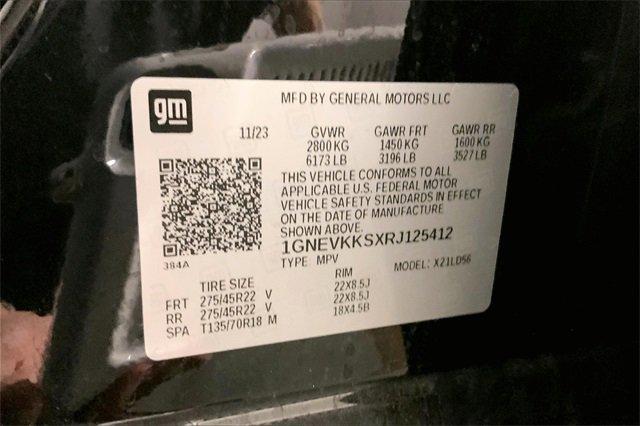 gm
MFD BY GENERAL MOTORS LLC
11/23 GVWR GAWR FRT GAWR RR
2800 KG 1450 KG 1600 KG
6173 LB 3196 LB 3527 LB
THIS VEHICLE CONFORMS TO ALL
APPLICABLE U.S. FEDERAL MOTOR
VEHICLE SAFETY STANDARDS IN EFFECT
ON THE DATE OF MANUFACTURE
SHOWN ABOVE.
1GNEVKKSXRJ125412
384A
TYPE MPV MODEL: X21LD56
TIRE SIZE RIM
FRT 275/45R22 V 22X8.5J
RR 275/45R22 V 22X8.5J
SPA T135/70R18 M 18X4.5B